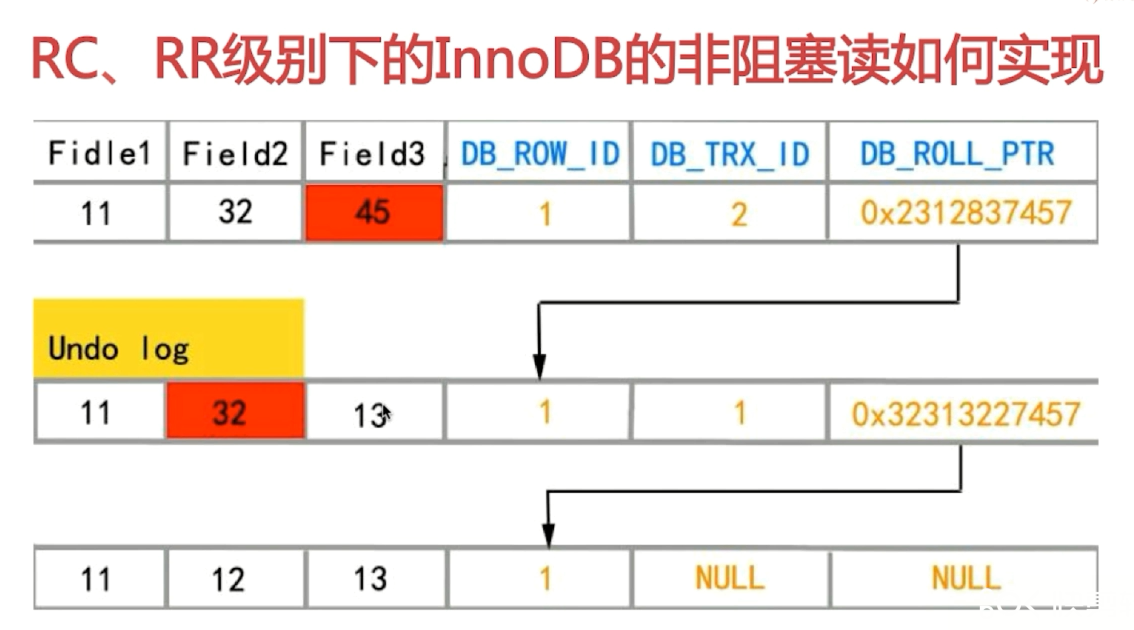 RC、RR级别下的InnoDB的非阻塞读如何实现
Fidle1 Field2 Field3 DB_ROW_ID DB_TRX_ID DB_ROLL_PTR
11 32 45 1 2 0x2312837457
Undo log
11 32 13 1 1 0x32313227457
11 12 13 1 NULL NULL